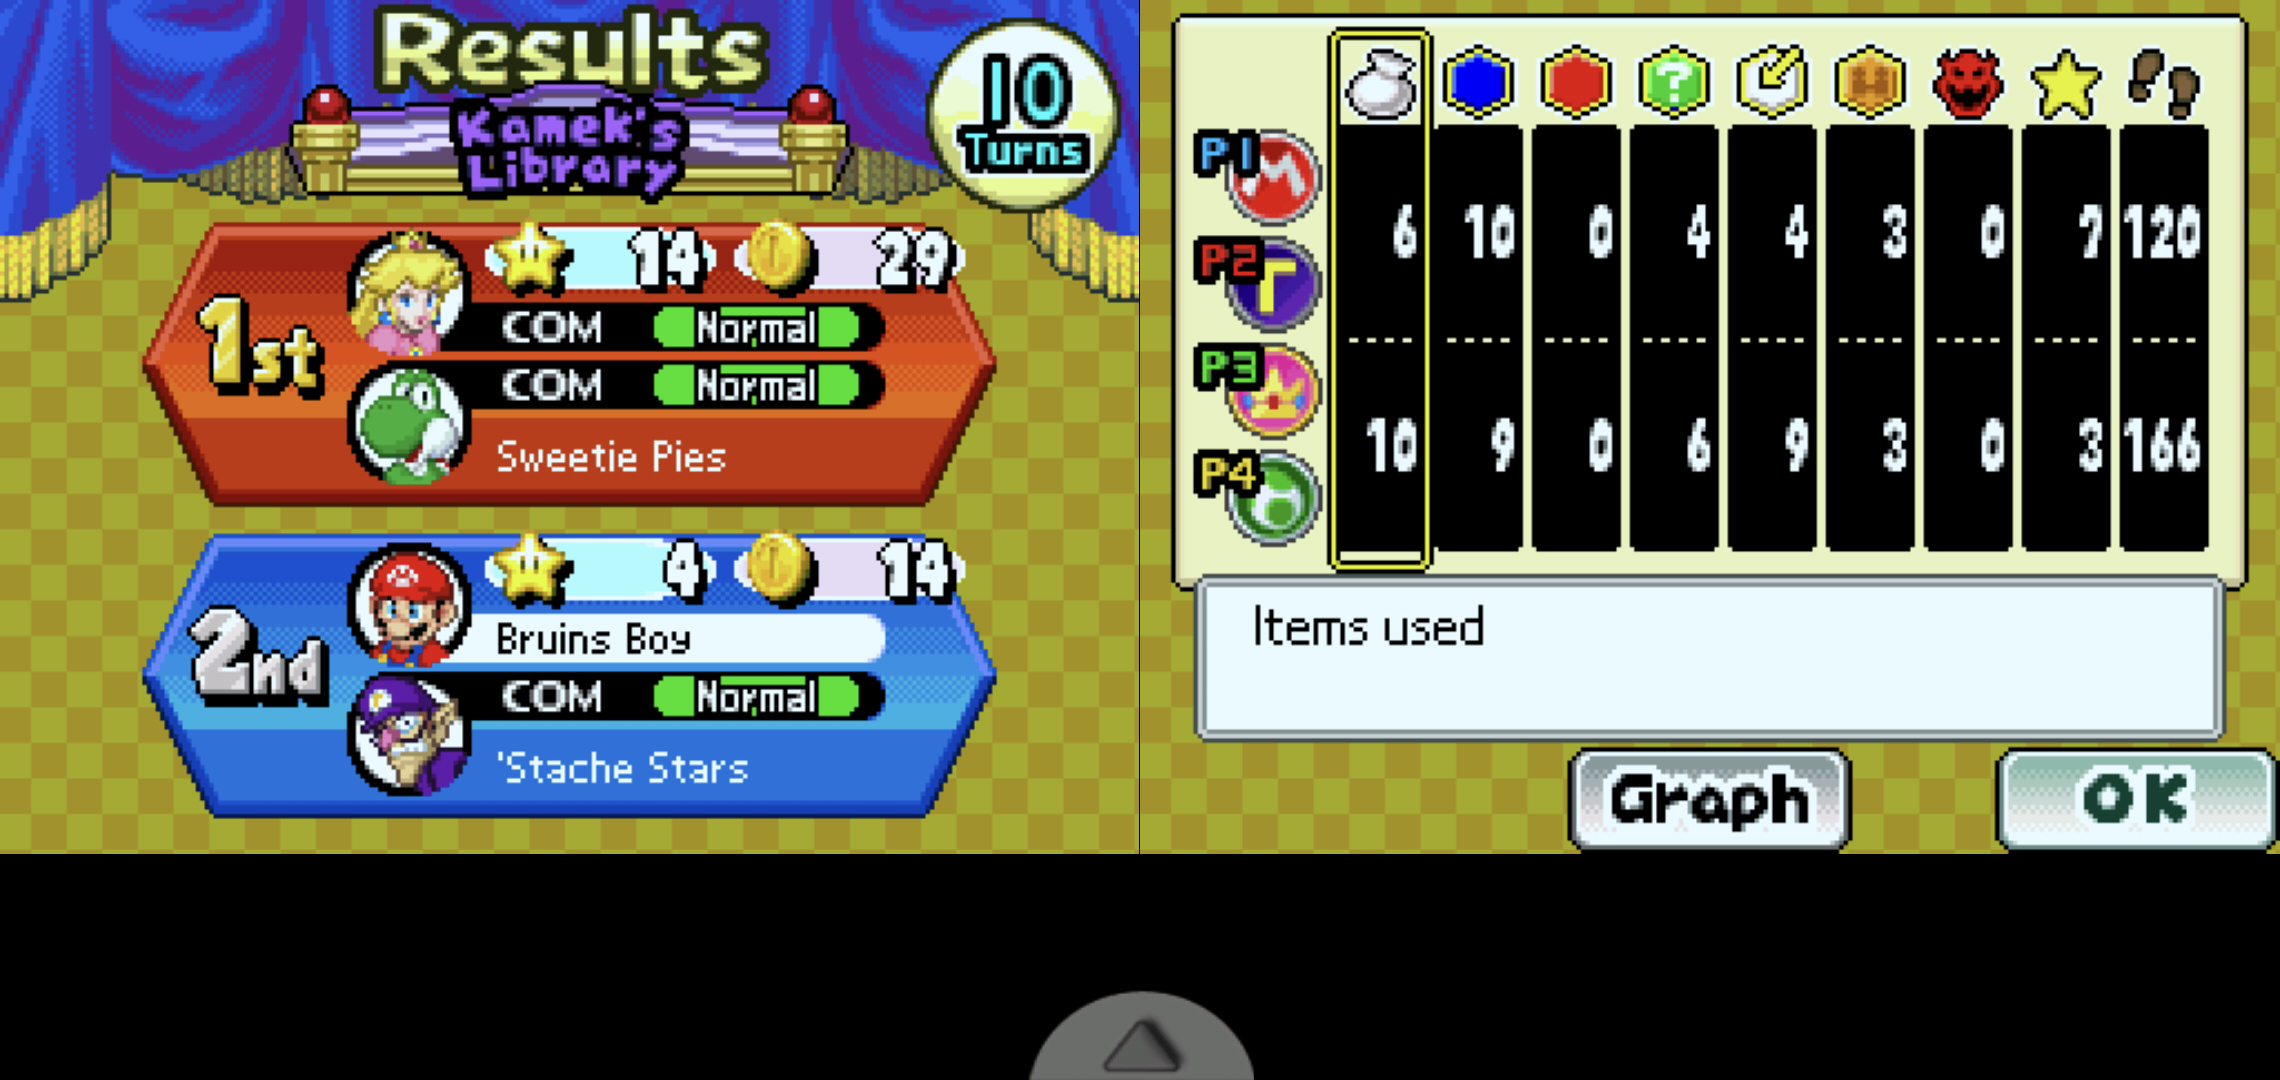 Results
Kamek's
Library
10
Turns
1st
14 29
COM Normal
COM Normal
Sweetie Pies
2nd
4 14
Bruins Boy
COM Normal
'Stache Stars
P1
P2
P3
P4
6 10 0 4 4 3 0 7 120
10 9 0 6 9 3 0 3 166
Items used
Graph OK